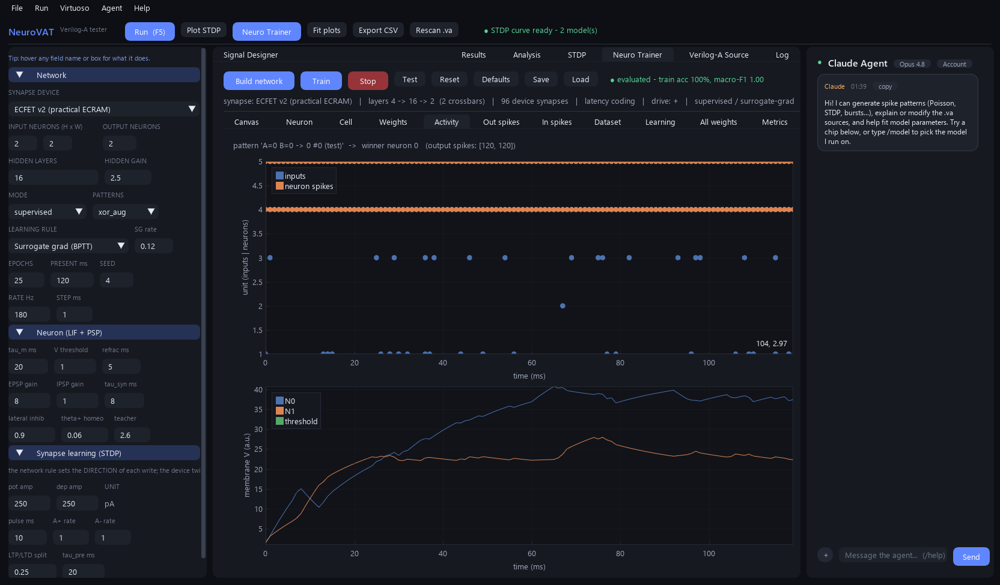 File Run Virtuoso Agent Help
NeuroVAT Verilog-A tester Run (F5) Plot STDP Neuro Trainer Fit plots Export CSV Rescan .va ● STDP curve ready - 2 model(s)
Tip: hover any field name or box for what it does.
▼ Network
SYNAPSE DEVICE
ECFET v2 (practical ECRAM) ▼
INPUT NEURONS (H x W) OUTPUT NEURONS
2 2 2
HIDDEN LAYERS HIDDEN GAIN
16 2.5
MODE PATTERNS
supervised ▼ xor_aug ▼
LEARNING RULE SG rate
Surrogate grad (BPTT) ▼ 0.12
EPOCHS PRESENT ms SEED
25 120 4
RATE Hz STEP ms
180 1
▼ Neuron (LIF + PSP)
tau_m ms V threshold refrac ms
20 1 5
EPSP gain IPSP gain tau_syn ms
8 1 8
lateral inhib theta+ homeo teacher
0.9 0.06 2.6
▼ Synapse learning (STDP)
the network rule sets the DIRECTION of each write; the device twi
pot amp dep amp UNIT
250 250 pA
pulse ms A+ rate A- rate
10 1 1
LTP/LTD split tau_pre ms
0.25 20
Signal Designer Results Analysis STDP Neuro Trainer Verilog-A Source Log
Build network Train Stop Test Reset Defaults Save Load ● evaluated - train acc 100%, macro-F1 1.00
synapse: ECFET v2 (practical ECRAM) | layers 4 -> 16 -> 2 (2 crossbars) | 96 device synapses | latency coding | drive: + | supervised / surrogate-grad
Canvas Neuron Cell Weights Activity Out spikes In spikes Dataset Learning All weights Metrics
pattern 'A=0 B=0 -> 0 #0 (test)' -> winner neuron 0 (output spikes: [120, 120])
unit (inputs | neurons)
5
4.5
4
3.5
3
2.5
2
1.5
1
inputs
neuron spikes
104, 2.97
0 20 40 60 80 100
time (ms)
membrane V (a.u.)
40
35
30
25
20
15
10
5
N0
N1
threshold
0 20 40 60 80 100
time (ms)
● Claude Agent Opus 4.8 Account
Claude 01:39 copy
Hi! I can generate spike patterns (Poisson,
STDP, bursts...), explain or modify the .va
sources, and help fit model parameters. Try a
chip below, or type /model to pick the model
I run on.
+ Message the agent... (/help) Send